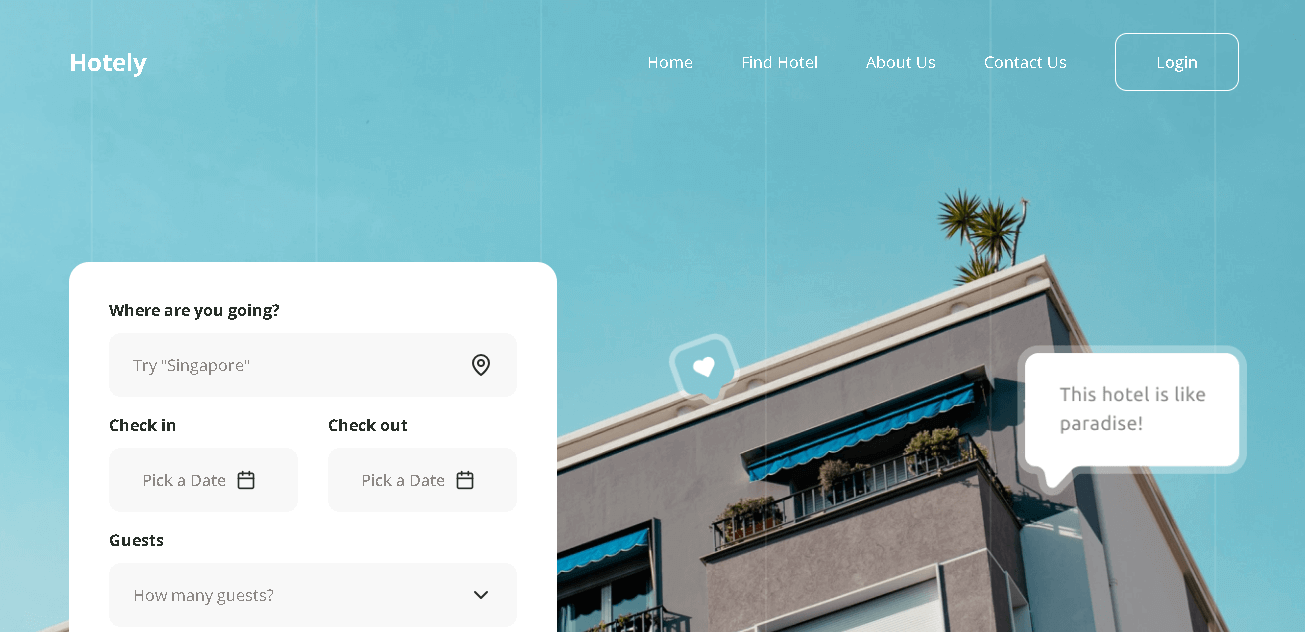 Hotely
Home
Find Hotel
About Us
Contact Us
Login
Where are you going?
Try "Singapore"
Check in
Check out
Pick a Date
Pick a Date
Guests
How many guests?
This hotel is like
paradise!